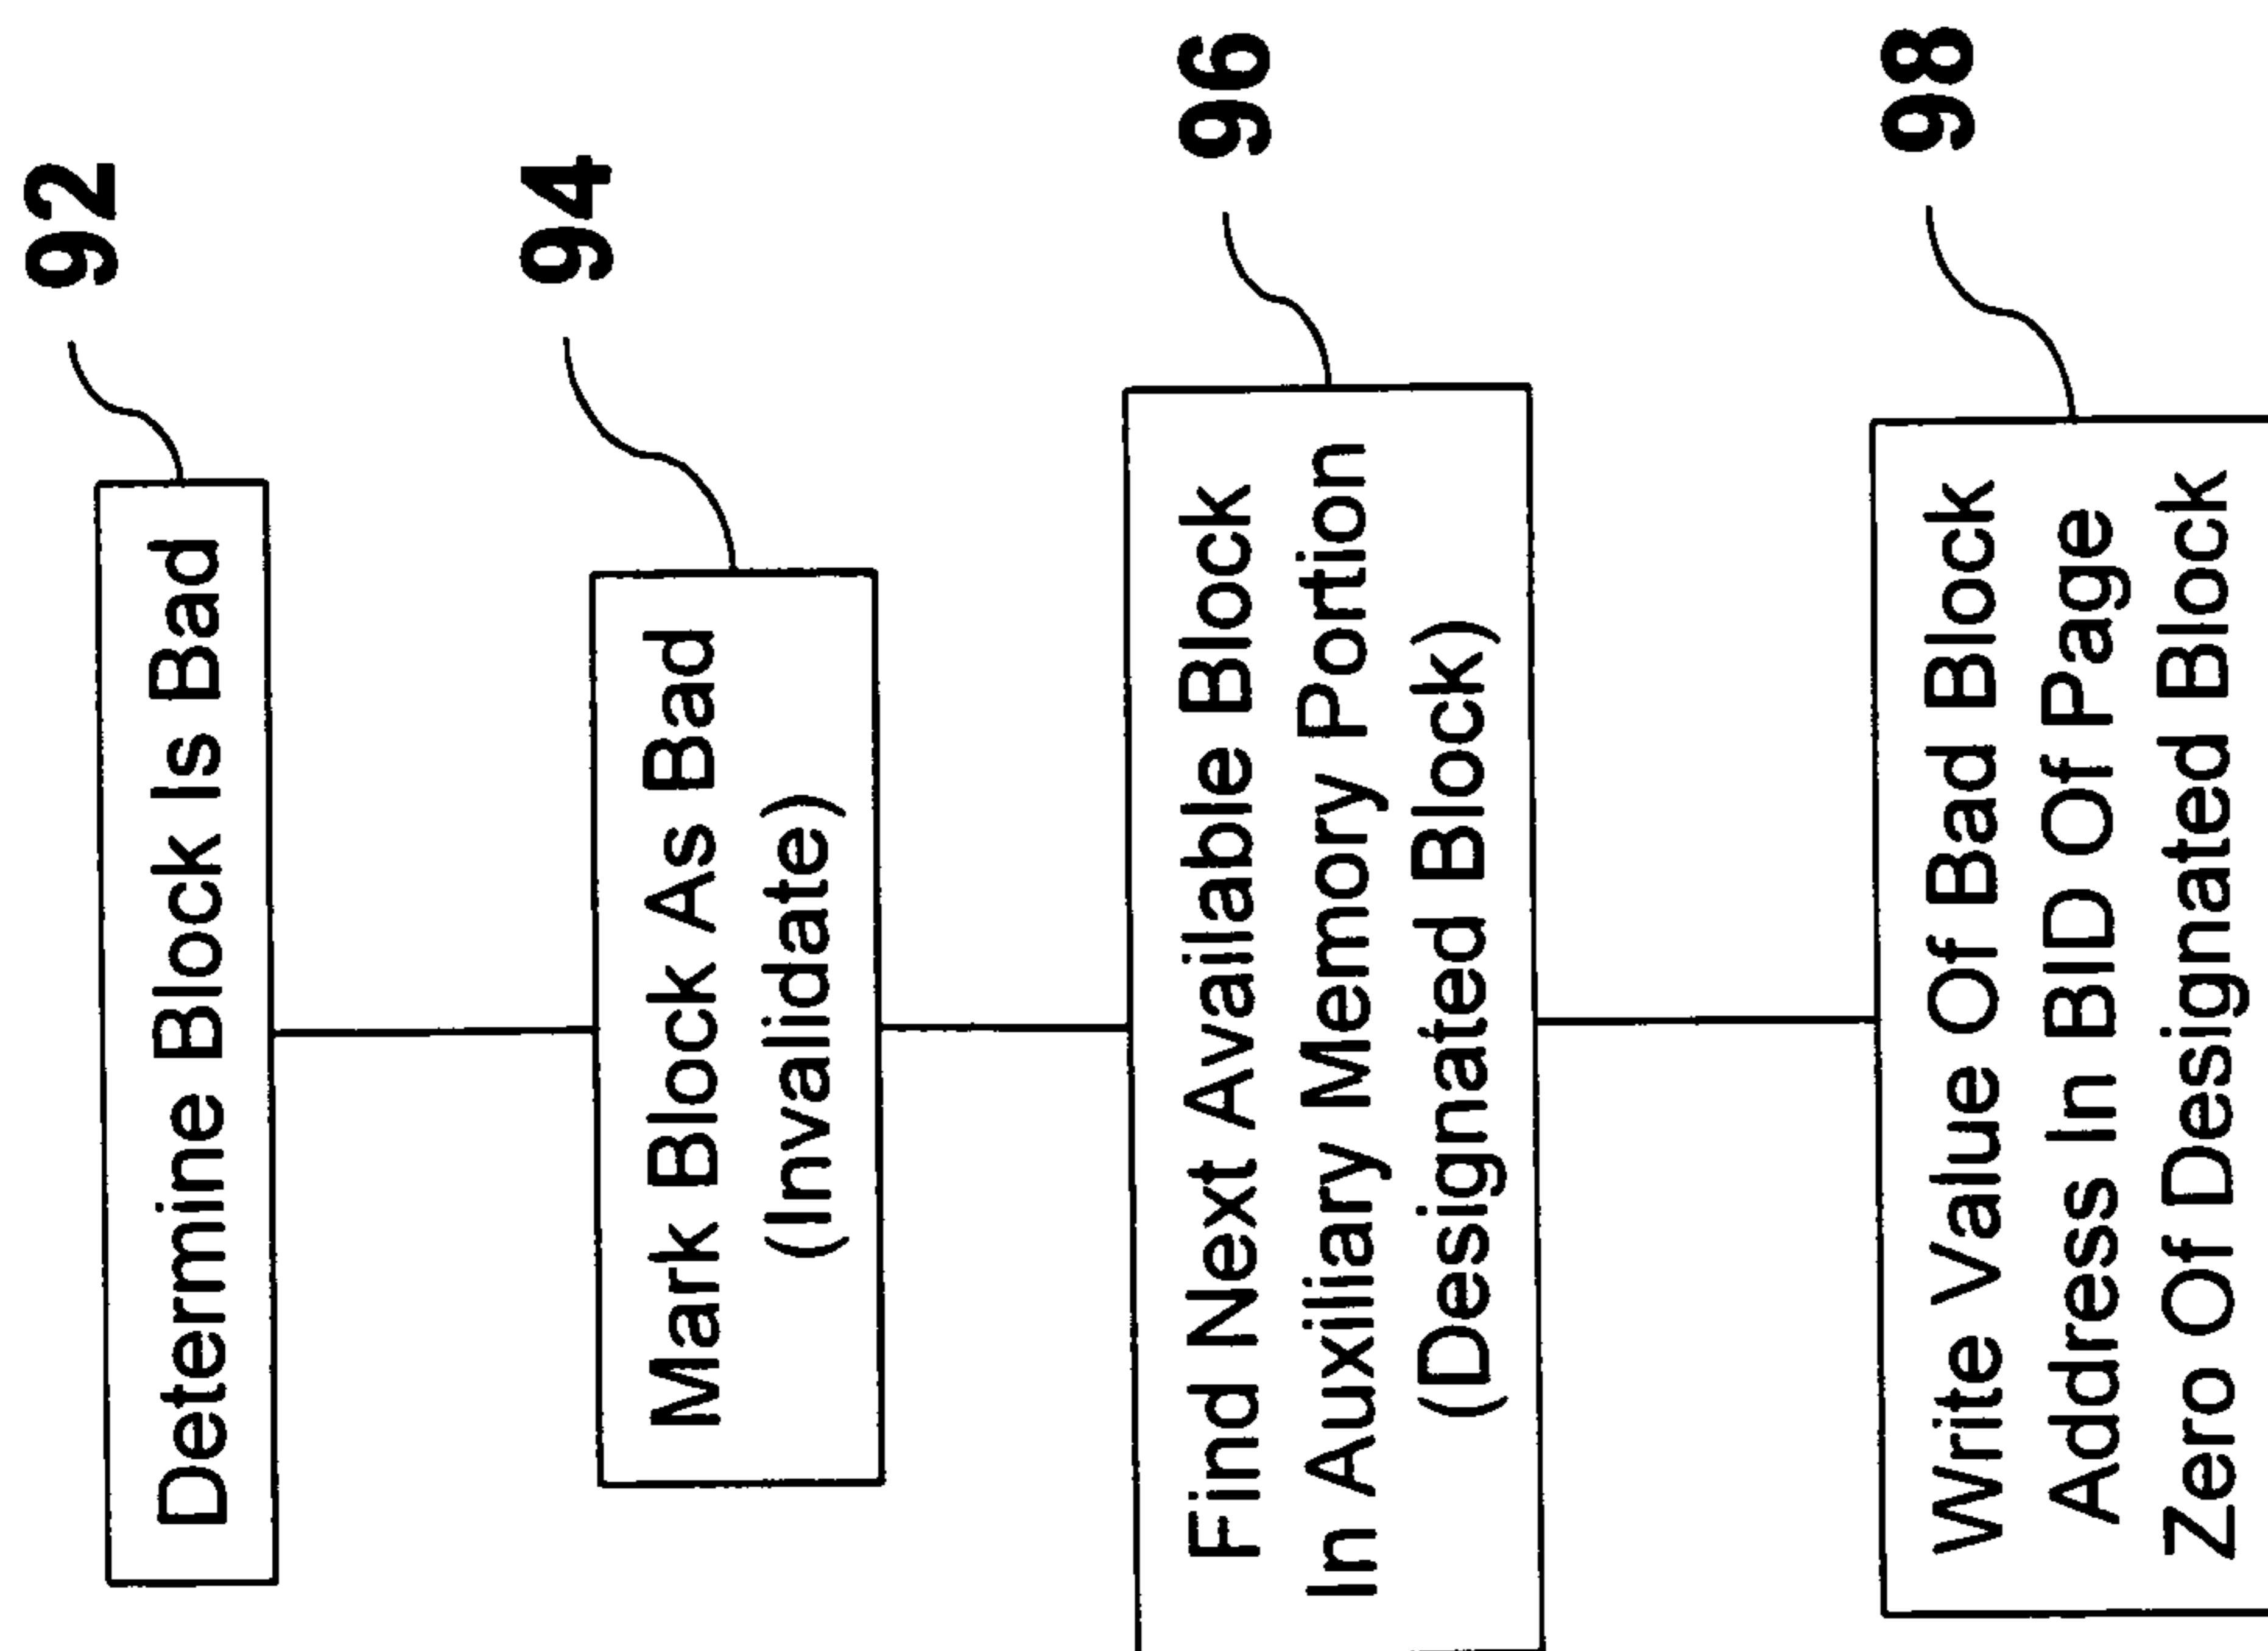 92
Determine Block Is Bad
94
Mark Block As Bad
(Invalidate)
96
Find Next Available Block
In Auxiliary Memory Portion
(Designated Block)
98
Write Value Of Bad Block
Address In BID Of Page
Zero Of Designated Block